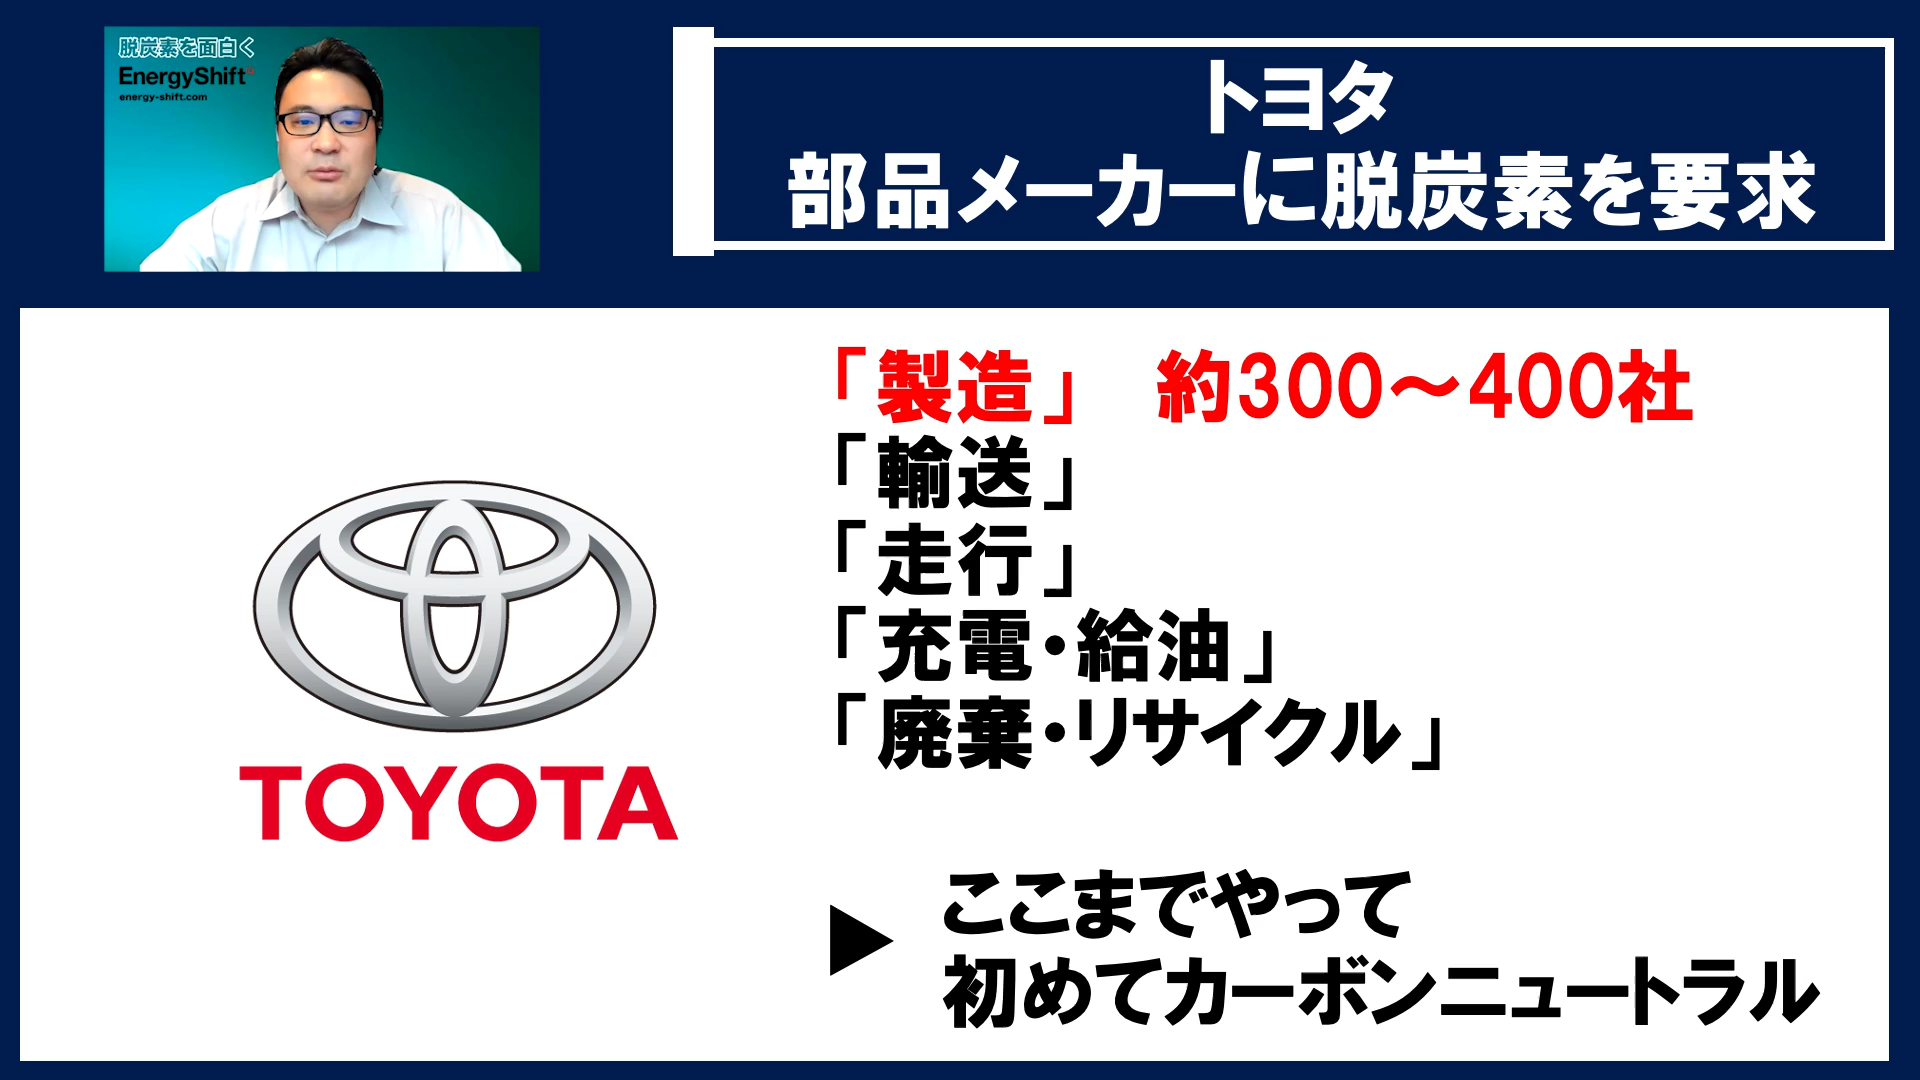 脱炭素を面白く
EnergyShift
energy-shift.com
トヨタ
部品メーカーに脱炭素を要求
「製造」 約300～400社
「輸送」
「走行」
「充電・給油」
「廃棄・リサイクル」
TOYOTA
▶ ここまでやって
初めてカーボンニュートラル